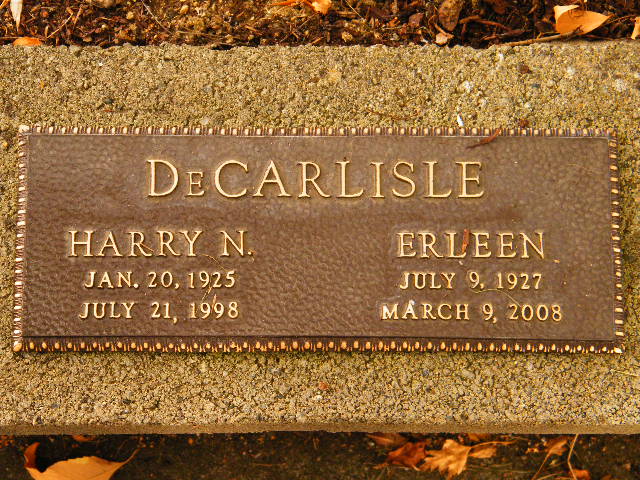 DeCARLISLE
HARRY N.
JAN. 20, 1925
JULY 21, 1998
ERLEEN
JULY 9, 1927
MARCH 9, 2008